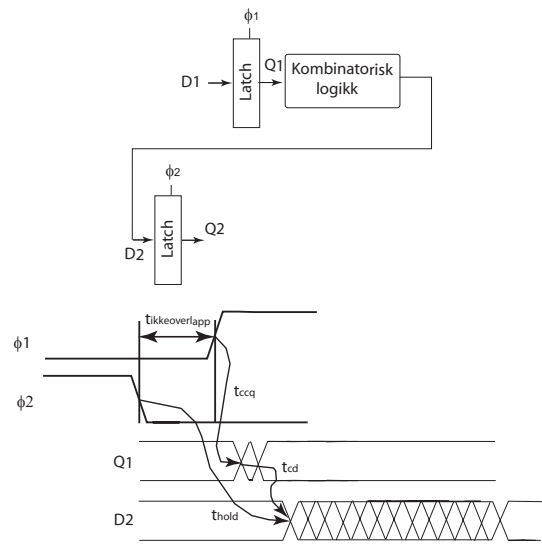 ϕ1
D1
Latch
Q1
Kombinatorisk
logikk
ϕ2
D2
Latch
Q2
tikkeoverlapp
ϕ1
tccq
ϕ2
Q1
tcd
thold
D2